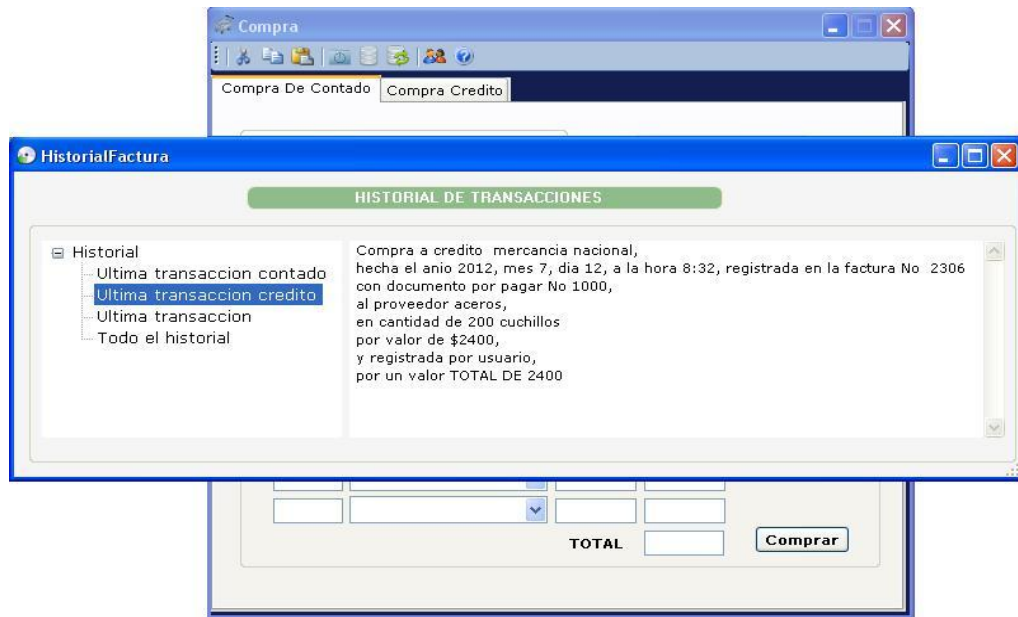 Compra
Compra De Contado
Compra Credito
HistorialFactura
HISTORIAL DE TRANSACCIONES
Historial
Ultima transaccion contado
Ultima transaccion credito
Ultima transaccion
Todo el historial
Compra a credito  mercancia nacional,
hecha el anio 2012, mes 7, dia 12, a la hora 8:32, registrada en la factura No  2306
con documento por pagar No 1000,
al proveedor aceros,
en cantidad de 200 cuchillos
por valor de $2400,
y registrada por usuario,
por un valor TOTAL DE 2400
TOTAL
Comprar